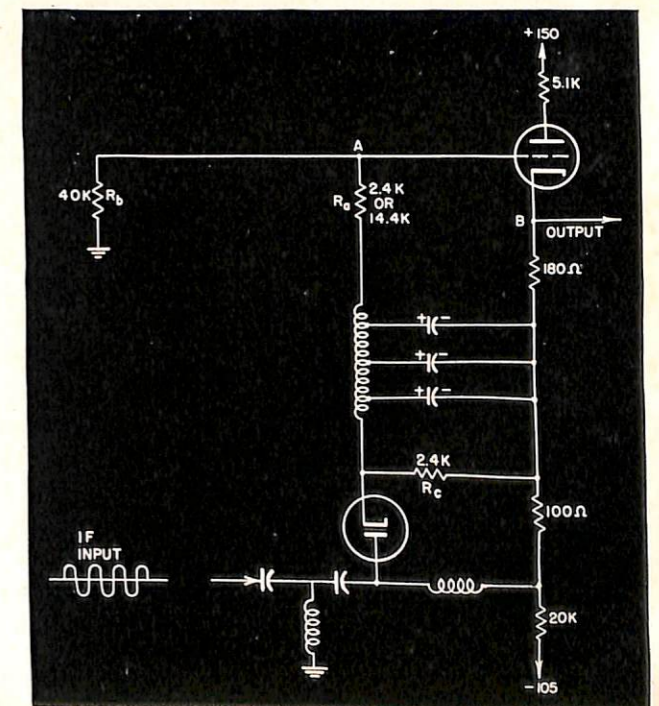 +150
5.1K
A
40K Rb
Ra 2.4K
OR
14.4K
B
OUTPUT
180Ω
+ -
+ -
+ -
2.4K
Rc
100Ω
IF
INPUT
20K
-105